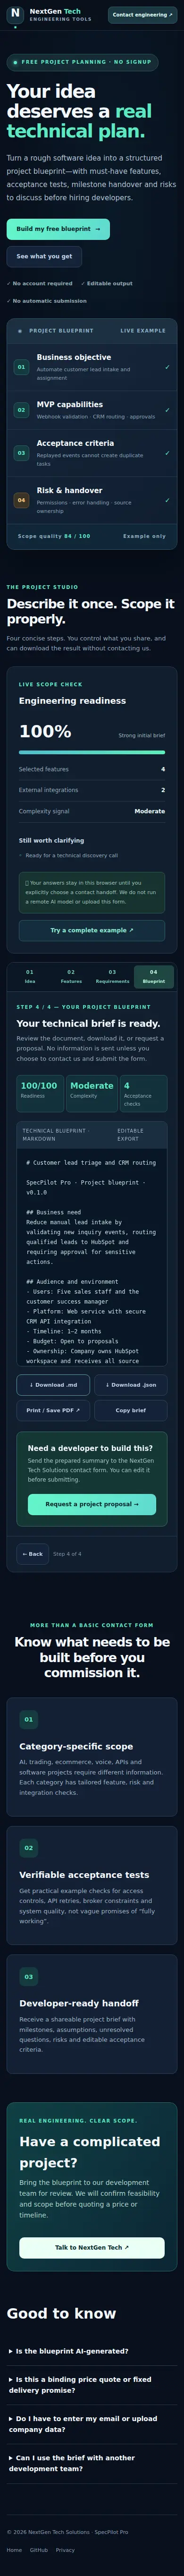 N
NextGen Tech
ENGINEERING TOOLS
Contact engineering ↗
FREE PROJECT PLANNING · NO SIGNUP
Your idea
deserves a real
technical plan.
Turn a rough software idea into a structured
project blueprint—with must-have features,
acceptance tests, milestone handover and risks
to discuss before hiring developers.
Build my free blueprint →
See what you get
✓ No account required ✓ Editable output
✓ No automatic submission
PROJECT BLUEPRINT LIVE EXAMPLE
01
Business objective
Automate customer lead intake and
assignment
✓
02
MVP capabilities
Webhook validation · CRM routing · approvals
✓
03
Acceptance criteria
Replayed events cannot create duplicate
tasks
✓
04
Risk & handover
Permissions · error handling · source
ownership
✓
Scope quality 84 / 100 Example only
THE PROJECT STUDIO
Describe it once. Scope it
properly.
Four concise steps. You control what you share, and
can download the result without contacting us.
LIVE SCOPE CHECK
Engineering readiness
100% Strong initial brief
Selected features 4
External integrations 2
Complexity signal Moderate
Still worth clarifying
Ready for a technical discovery call
Your answers stay in this browser until you
explicitly choose a contact handoff. We do not run
a remote AI model or upload this form.
Try a complete example ↗
01 02 03 04
Idea Features Requirements Blueprint
STEP 4 / 4 — YOUR PROJECT BLUEPRINT
Your technical brief is ready.
Review the document, download it, or request a
proposal. No information is sent unless you
choose to contact us and submit the form.
100/100 Moderate 4
Readiness Complexity Acceptance
checks
TECHNICAL BLUEPRINT · EDITABLE
MARKDOWN EXPORT
# Customer lead triage and CRM routing
SpecPilot Pro · Project blueprint ·
v0.1.0
## Business need
Reduce manual lead intake by
validating new inquiry events, routing
qualified leads to HubSpot and
requiring approval for sensitive
actions.
## Audience and environment
- Users: Five sales staff and the
customer success manager
- Platform: Web service with secure
CRM API integration
- Timeline: 1–2 months
- Budget: Open to proposals
- Ownership: Company owns HubSpot
workspace and receives all source
↓ Download .md ↓ Download .json
Print / Save PDF ↗ Copy brief
Need a developer to build this?
Send the prepared summary to the NextGen
Tech Solutions contact form. You can edit it
before submitting.
Request a project proposal →
← Back Step 4 of 4
MORE THAN A BASIC CONTACT FORM
Know what needs to be
built before you
commission it.
01
Category-specific scope
AI, trading, ecommerce, voice, APIs and
software projects require different information.
Each category has tailored feature, risk and
integration checks.
02
Verifiable acceptance tests
Get practical example checks for access
controls, API retries, broker constraints and
system quality, not vague promises of “fully
working”.
03
Developer-ready handoff
Receive a shareable project brief with
milestones, assumptions, unresolved
questions, risks and editable acceptance
criteria.
REAL ENGINEERING. CLEAR SCOPE.
Have a complicated
project?
Bring the blueprint to our development
team for review. We will confirm feasibility
and scope before quoting a price or
timeline.
Talk to NextGen Tech ↗
Good to know
▶ Is the blueprint AI-generated?
▶ Is this a binding price quote or fixed
delivery promise?
▶ Do I have to enter my email or upload
company data?
▶ Can I use the brief with another
development team?
© 2026 NextGen Tech Solutions · SpecPilot Pro
Home GitHub Privacy